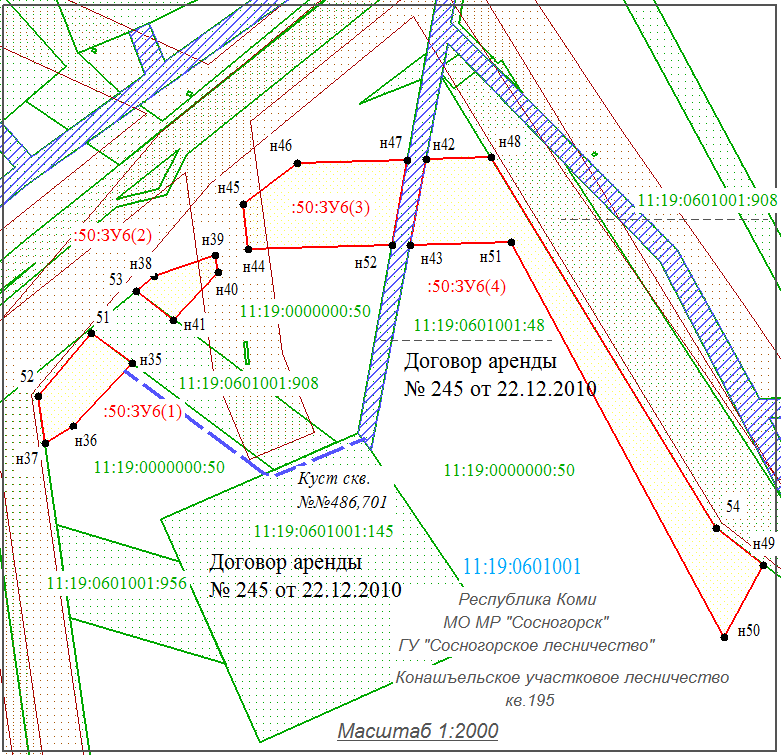 н46
н47
н42
н48
н45
:50:ЗУ6(3)
11:19:0601001:908
:50:ЗУ6(2)
н39
н44
н52
н43
н51
н38
53
н40
:50:ЗУ6(4)
11:19:0000000:50
н41
51
11:19:0601001:48
н35
Договор аренды
№ 245 от 22.12.2010
52
11:19:0601001:908
:50:ЗУ6(1)
н36
н37
11:19:0000000:50
11:19:0000000:50
Куст скв.
№№486,701
54
11:19:0601001:145
н49
Договор аренды
№ 245 от 22.12.2010
11:19:0601001
11:19:0601001:956
Республика Коми
МО МР "Сосногорск"
н50
ГУ "Сосногорское лесничество"
Конашъельское участковое лесничество
кв.195
Масштаб 1:2000